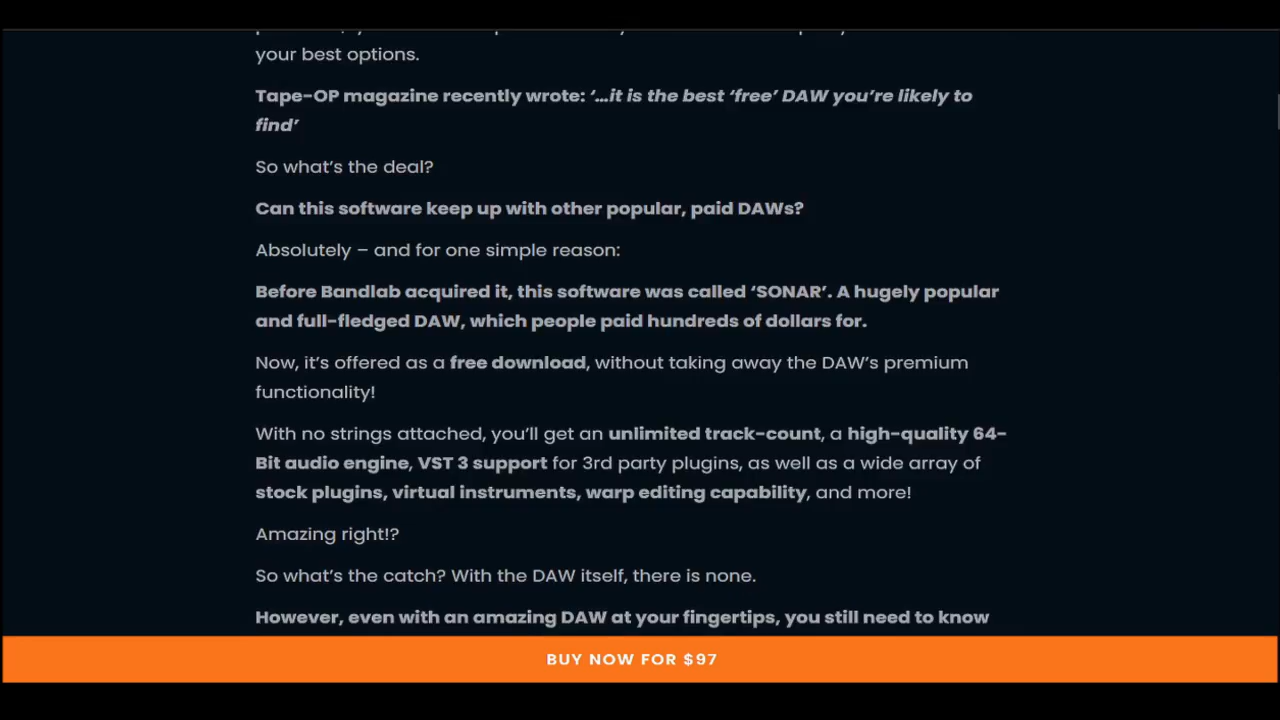 your best options.
Tape-OP magazine recently wrote: ‘…it is the best ‘free’ DAW you’re likely to
find’
So what’s the deal?
Can this software keep up with other popular, paid DAWs?
Absolutely – and for one simple reason:
Before Bandlab acquired it, this software was called ‘SONAR’. A hugely popular
and full-fledged DAW, which people paid hundreds of dollars for.
Now, it’s offered as a free download, without taking away the DAW’s premium
functionality!
With no strings attached, you’ll get an unlimited track-count, a high-quality 64-
Bit audio engine, VST 3 support for 3rd party plugins, as well as a wide array of
stock plugins, virtual instruments, warp editing capability, and more!
Amazing right!?
So what’s the catch? With the DAW itself, there is none.
However, even with an amazing DAW at your fingertips, you still need to know
BUY NOW FOR $97